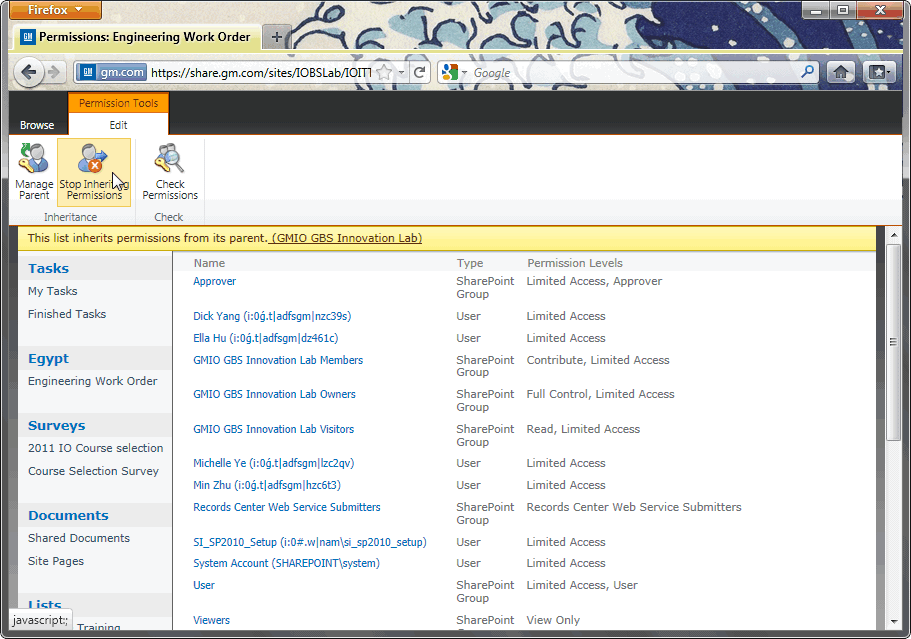 Firefox
Permissions: Engineering Work Order
gm.com https://share.gm.com/sites/IOBSLab/IOIT
Google
Permission Tools
Browse Edit
Manage Parent
Stop Inheriting Permissions
Check Permissions
Inheritance Check
This list inherits permissions from its parent. (GMIO GBS Innovation Lab)
Tasks
My Tasks
Finished Tasks
Egypt
Engineering Work Order
Surveys
2011 IO Course selection
Course Selection Survey
Documents
Shared Documents
Site Pages
Lists
Training
javascript:;
Name Type Permission Levels
Approver SharePoint Group Limited Access, Approver
Dick Yang (i:0ǵ.t|adfsgm|nzc39s) User Limited Access
Ella Hu (i:0ǵ.t|adfsgm|dz461c) User Limited Access
GMIO GBS Innovation Lab Members SharePoint Group Contribute, Limited Access
GMIO GBS Innovation Lab Owners SharePoint Group Full Control, Limited Access
GMIO GBS Innovation Lab Visitors SharePoint Group Read, Limited Access
Michelle Ye (i:0ǵ.t|adfsgm|lzc2qv) User Limited Access
Min Zhu (i:0ǵ.t|adfsgm|hzc6t3) User Limited Access
Records Center Web Service Submitters SharePoint Group Records Center Web Service Submitters
SI_SP2010_Setup (i:0#.w|nam\si_sp2010_setup) User Limited Access
System Account (SHAREPOINT\system) User Limited Access
User SharePoint Group Limited Access, User
Viewers SharePoint View Only